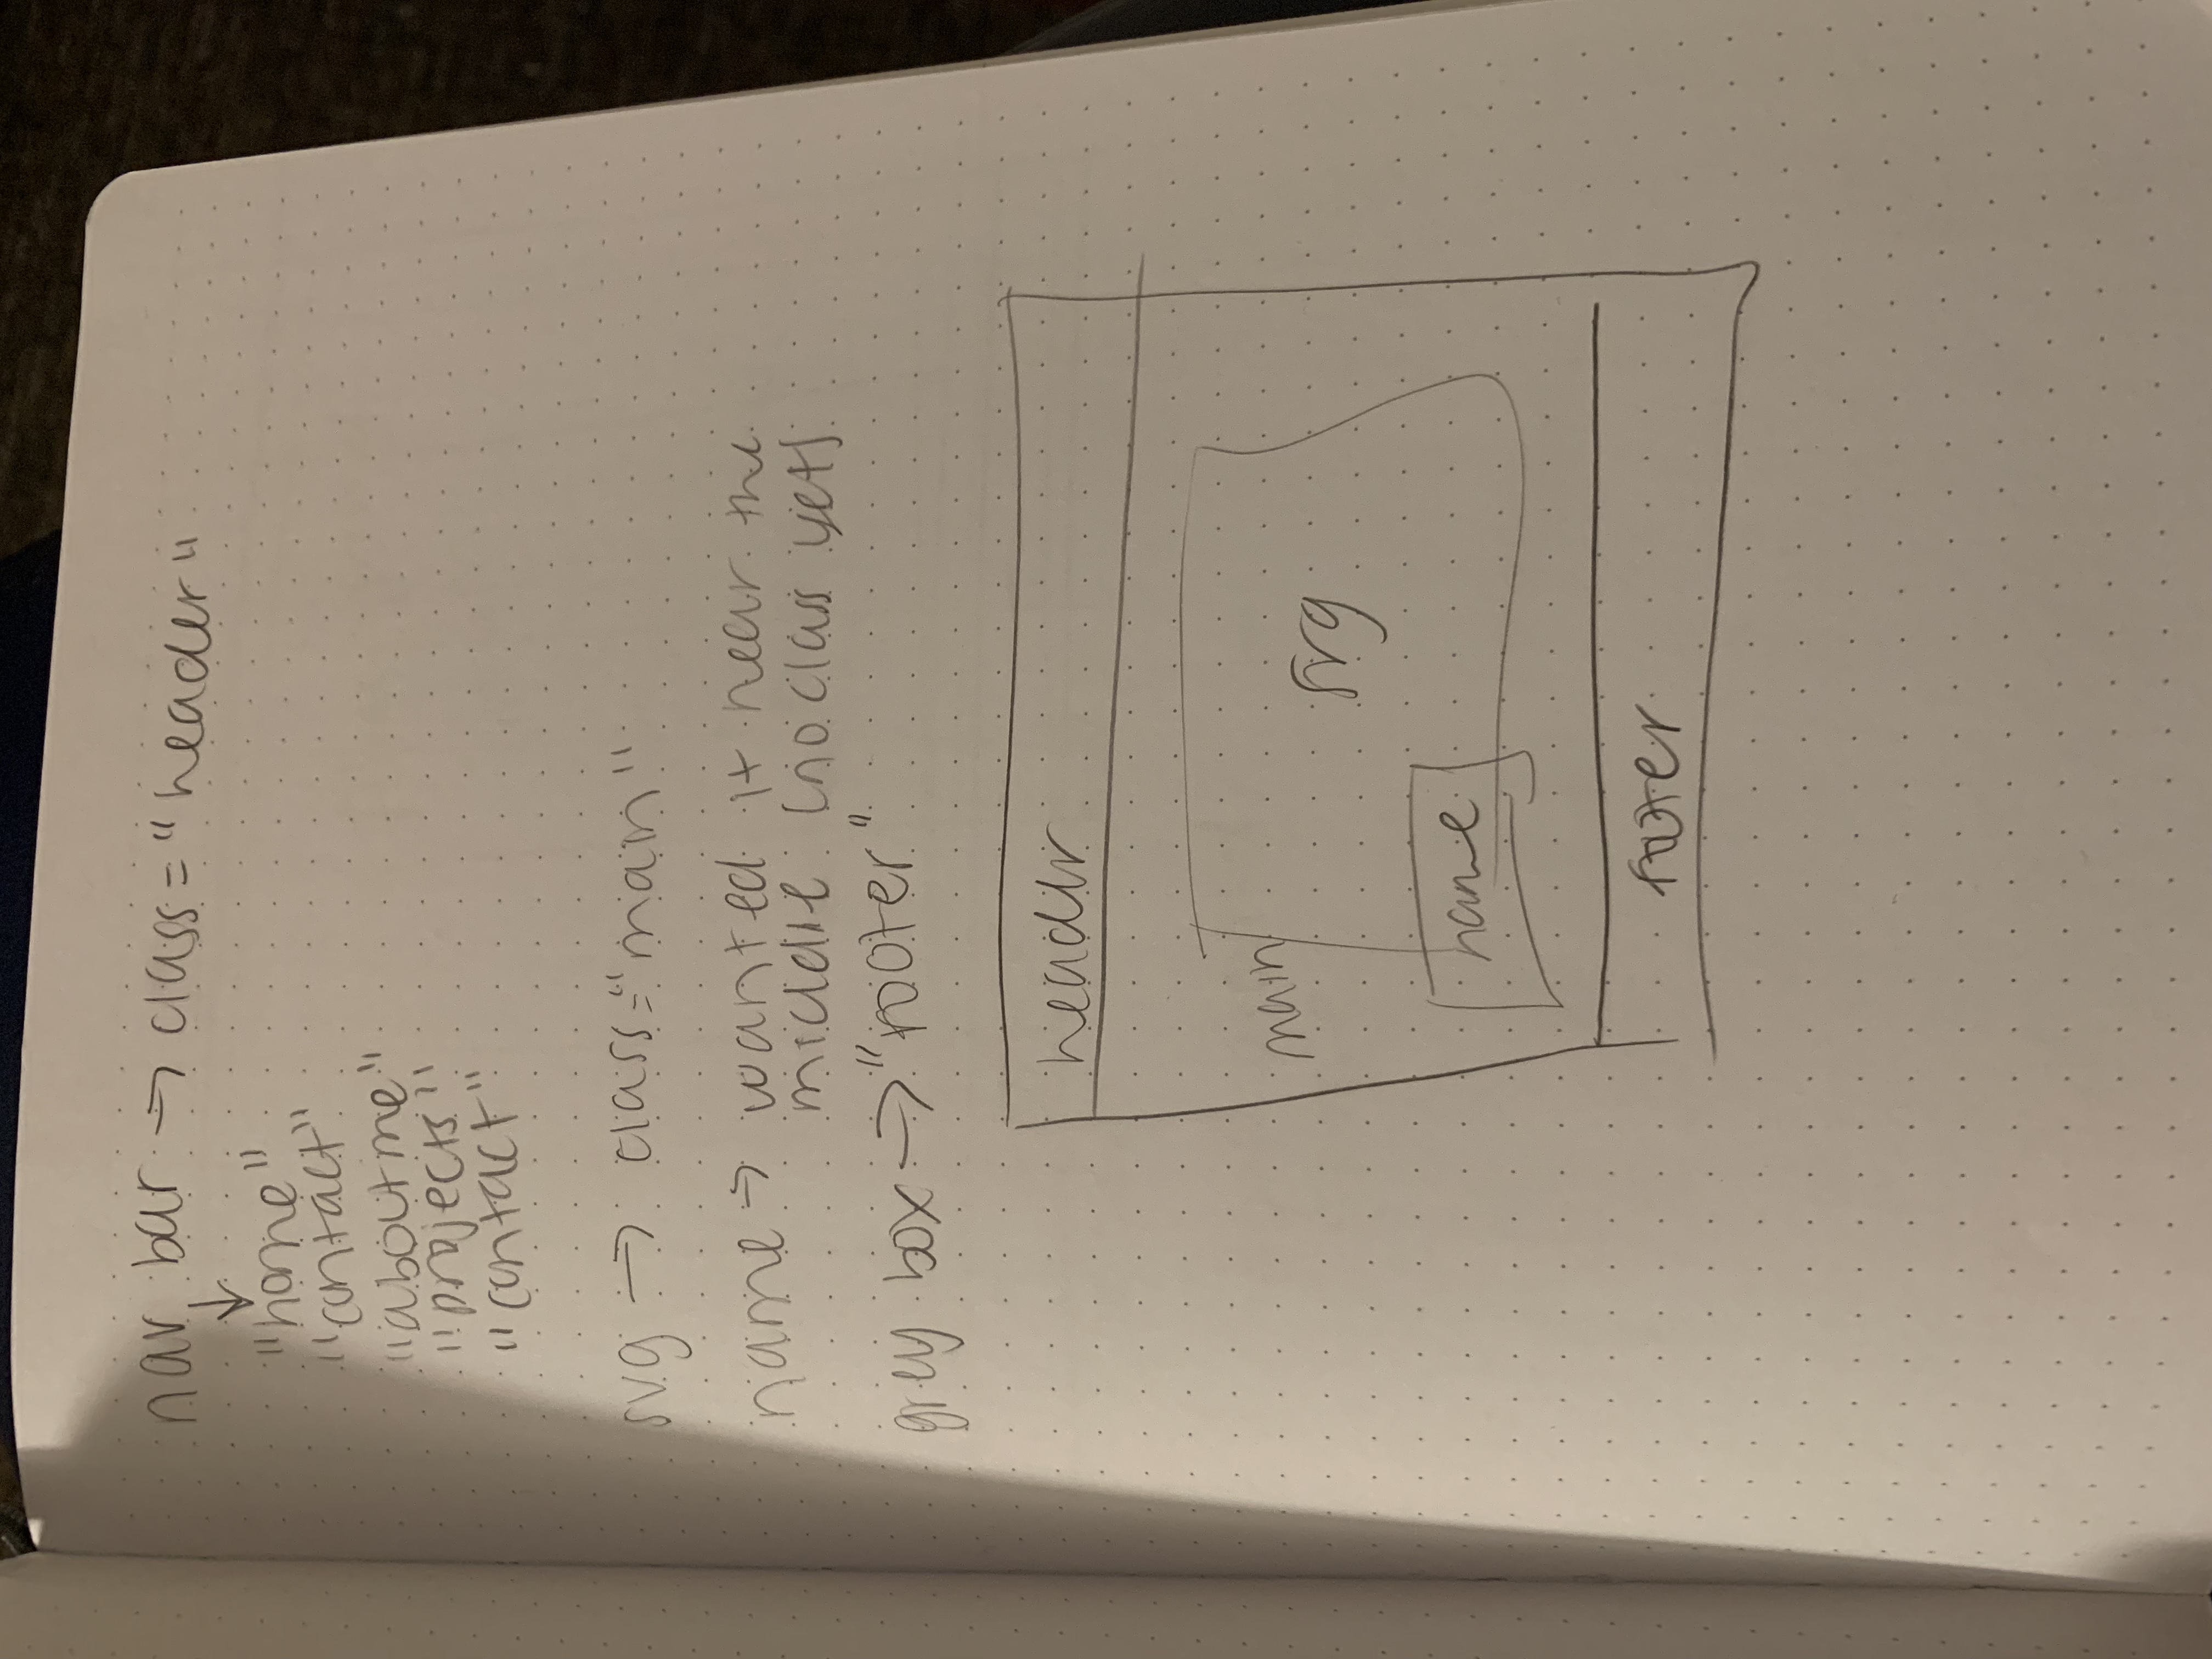 nav bar → class = "header"
↓
"home"
"contact"
"about me"
"projects"
"contact"
svg → class="main"
name → wanted it near the
middle (no class yet)
grey box → "footer"
header
main
svg
name
footer